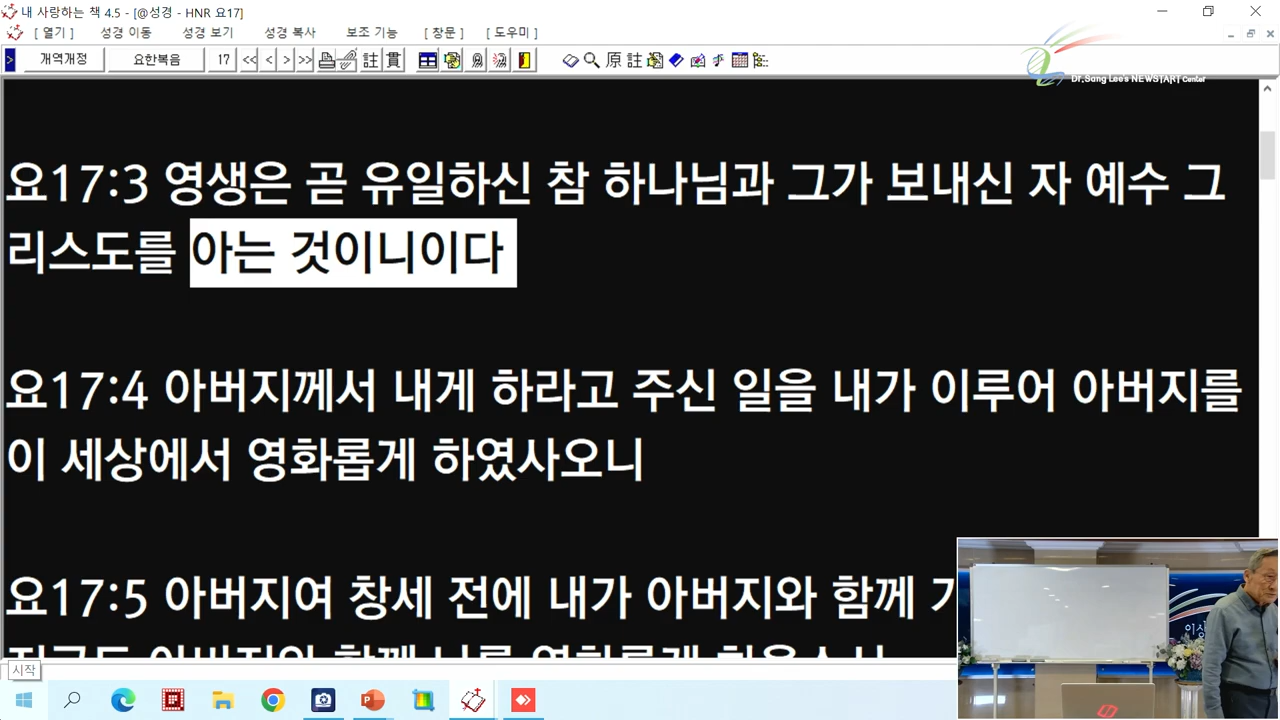 내 사랑하는 책 4.5 - [@성경 - HNR 요17]
[ 열기 ] 성경 이동 성경 보기 성경 복사 보조 기능 [ 창문 ] [ 도우미 ]
개역개정 요한복음 17 << < > >> 註 貫 原 註
Dr.Sang Lee's NEWSTART Center
요17:3 영생은 곧 유일하신 참 하나님과 그가 보내신 자 예수 그
리스도를 아는 것이니이다
요17:4 아버지께서 내게 하라고 주신 일을 내가 이루어 아버지를
이 세상에서 영화롭게 하였사오니
요17:5 아버지여 창세 전에 내가 아버지와 함께
시작
이상